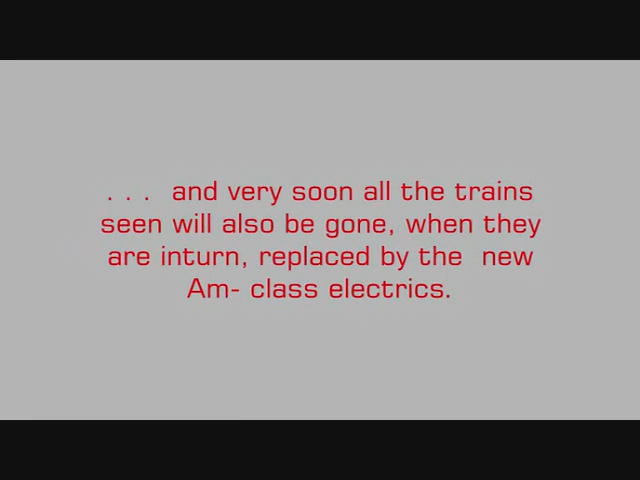 . . .  and very soon all the trains
seen will also be gone, when they
are inturn, replaced by the  new
Am- class electrics.